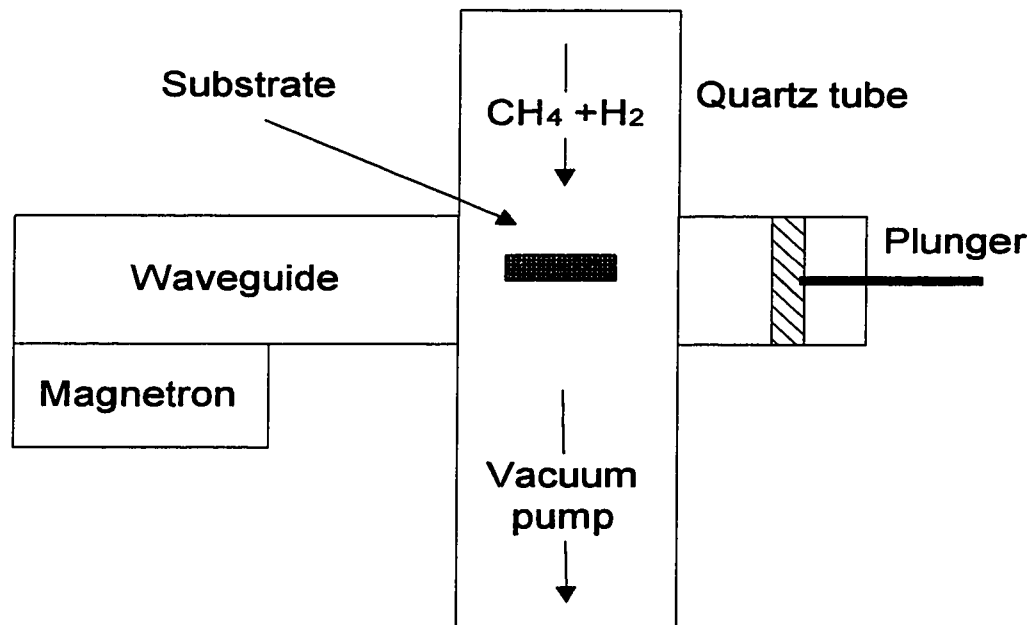 Substrate
CH₄ +H₂
Quartz tube
Waveguide
Plunger
Magnetron
Vacuum
pump